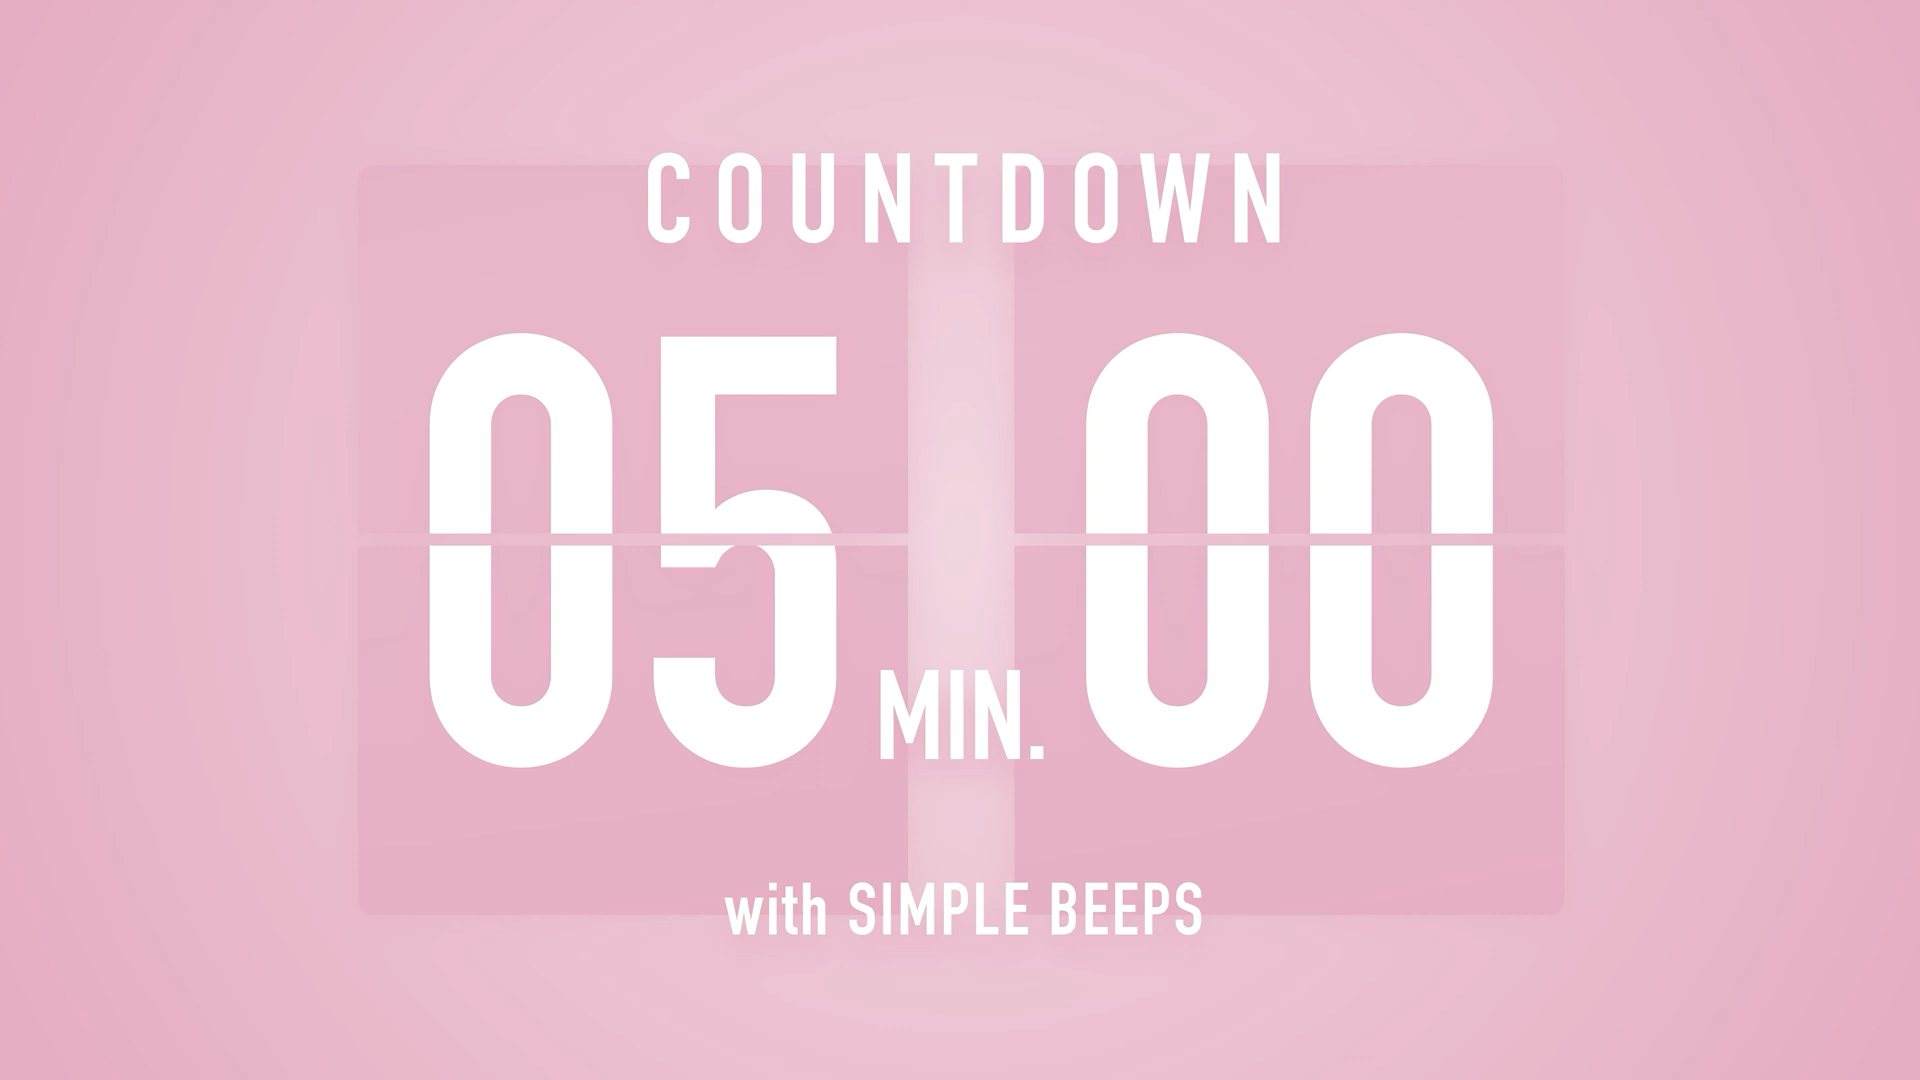 COUNTDOWN
05 00
MIN.
with SIMPLE BEEPS